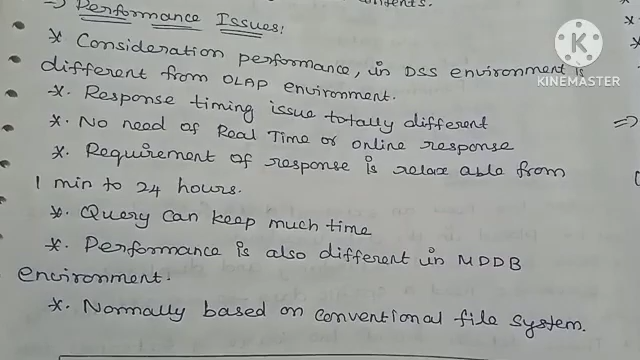 => Performance Issues:
* Consideration performance, in DSS environment is
different from OLAP environment.
*. Response timing issue totally different
*. No need of Real Time or online response
*. Requirement of response is relaxe able from
1 min to 24 hours.
*. Query can keep much time
*. Performance is also different in MDDB
environment.
*. Normally based on conventional file system.
K
KINEMASTER
*
*
*
=>